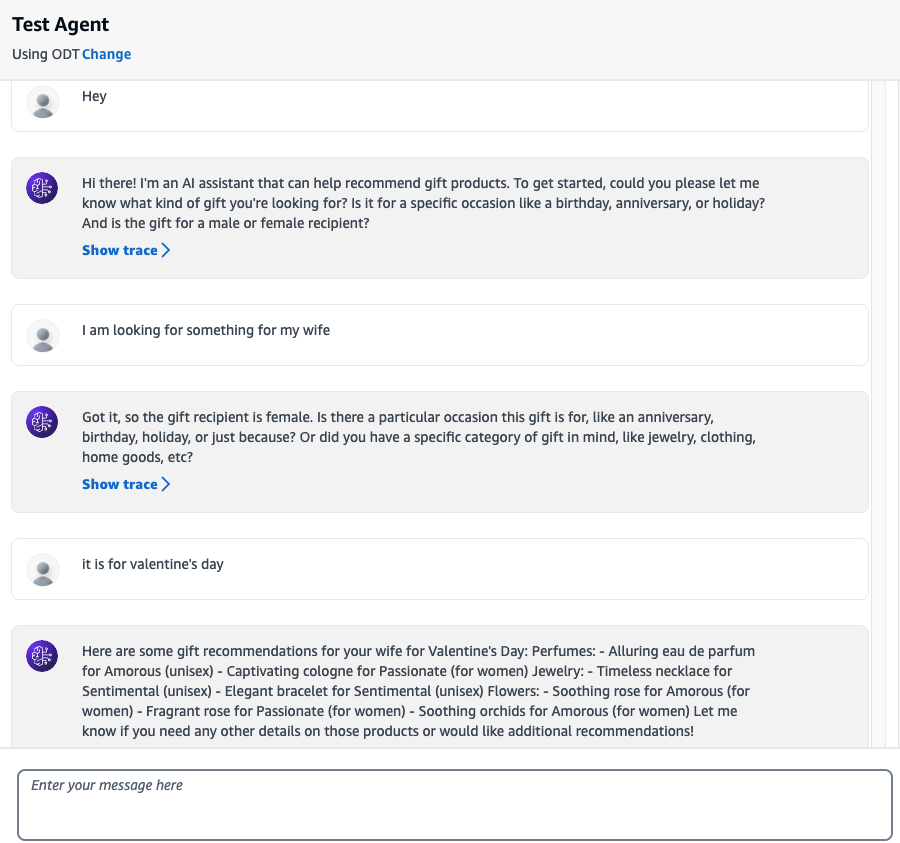 Test Agent
Using ODT Change
Hey
Hi there! I'm an AI assistant that can help recommend gift products. To get started, could you please let me
know what kind of gift you're looking for? Is it for a specific occasion like a birthday, anniversary, or holiday?
And is the gift for a male or female recipient?
Show trace
I am looking for something for my wife
Got it, so the gift recipient is female. Is there a particular occasion this gift is for, like an anniversary,
birthday, holiday, or just because? Or did you have a specific category of gift in mind, like jewelry, clothing,
home goods, etc?
Show trace
it is for valentine's day
Here are some gift recommendations for your wife for Valentine's Day: Perfumes: - Alluring eau de parfum
for Amorous (unisex) - Captivating cologne for Passionate (for women) Jewelry: - Timeless necklace for
Sentimental (unisex) - Elegant bracelet for Sentimental (unisex) Flowers: - Soothing rose for Amorous (for
women) - Fragrant rose for Passionate (for women) - Soothing orchids for Amorous (for women) Let me
know if you need any other details on those products or would like additional recommendations!
Enter your message here